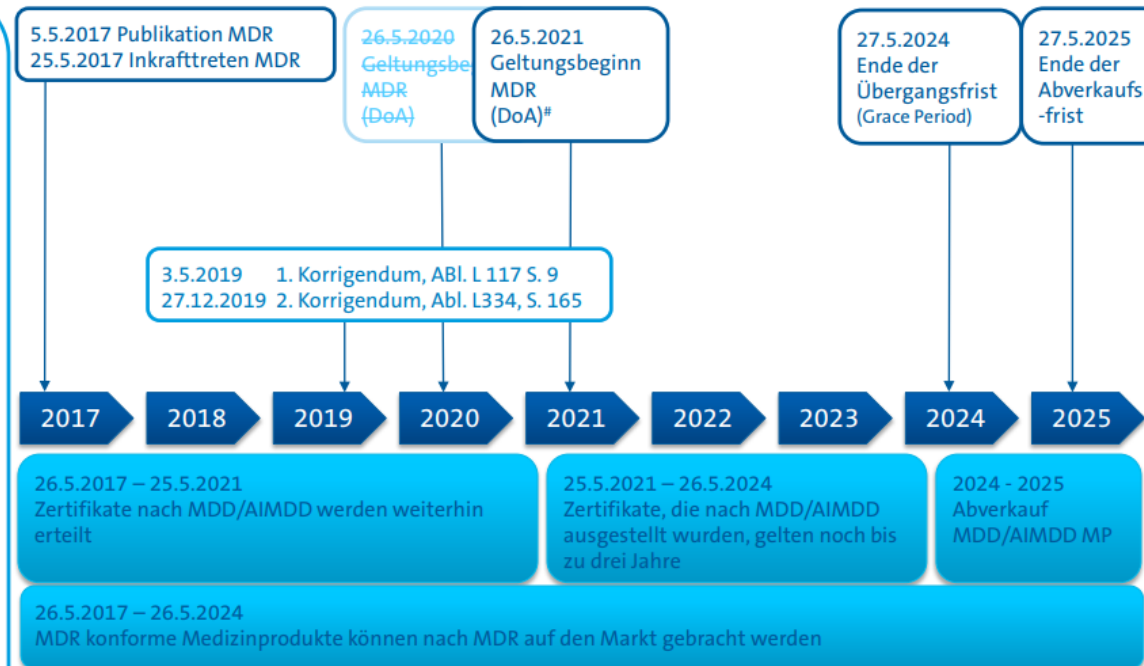 5.5.2017 Publikation MDR
25.5.2017 Inkrafttreten MDR
26.5.2020
Geltungsbe
MDR
(DoA)
26.5.2021
Geltungsbeginn
MDR
(DoA)#
27.5.2024
Ende der
Übergangsfrist
(Grace Period)
27.5.2025
Ende der
Abverkaufs
-frist
3.5.2019 1. Korrigendum, ABl. L 117 S. 9
27.12.2019 2. Korrigendum, Abl. L334, S. 165
2017 2018 2019 2020 2021 2022 2023 2024 2025
26.5.2017 – 25.5.2021
Zertifikate nach MDD/AIMDD werden weiterhin
erteilt
25.5.2021 – 26.5.2024
Zertifikate, die nach MDD/AIMDD
ausgestellt wurden, gelten noch bis
zu drei Jahre
2024 - 2025
Abverkauf
MDD/AIMDD MP
26.5.2017 – 26.5.2024
MDR konforme Medizinprodukte können nach MDR auf den Markt gebracht werden